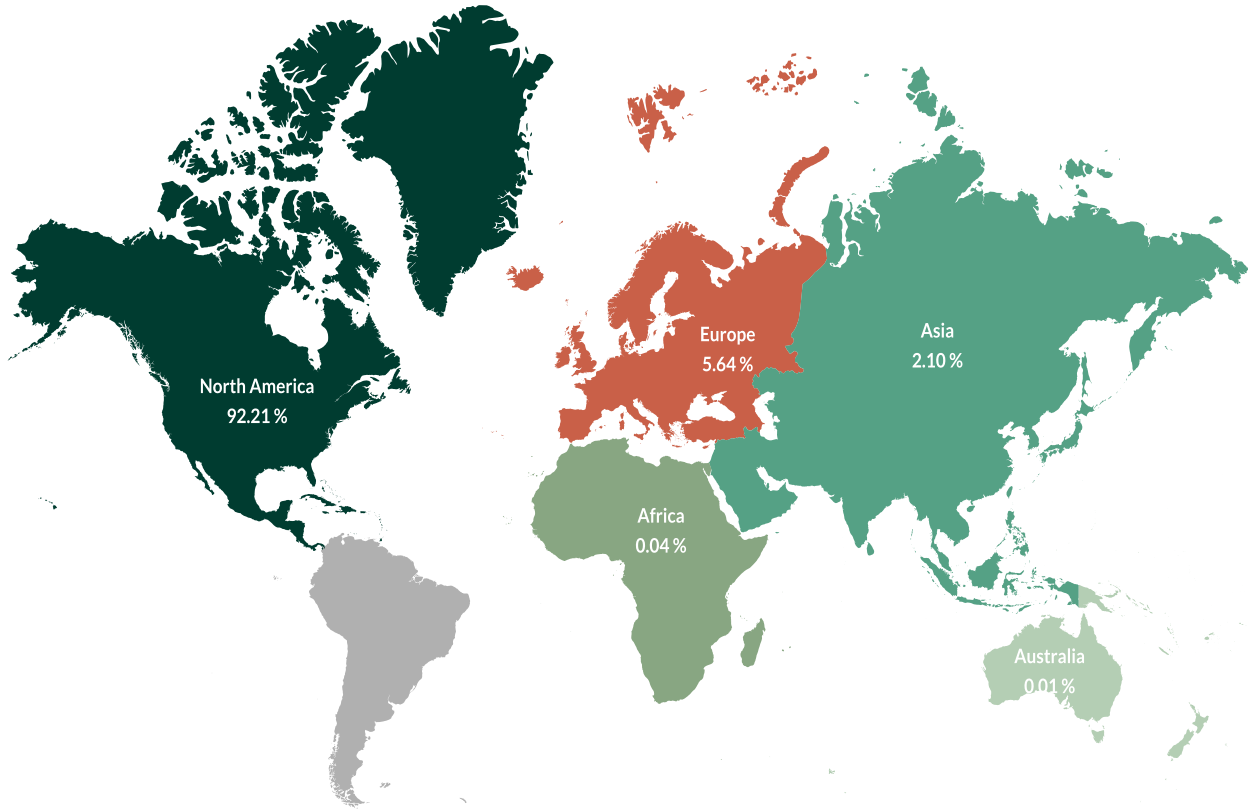 North America
92.21 %
Europe
5.64 %
Asia
2.10 %
Africa
0.04 %
Australia
0.01 %